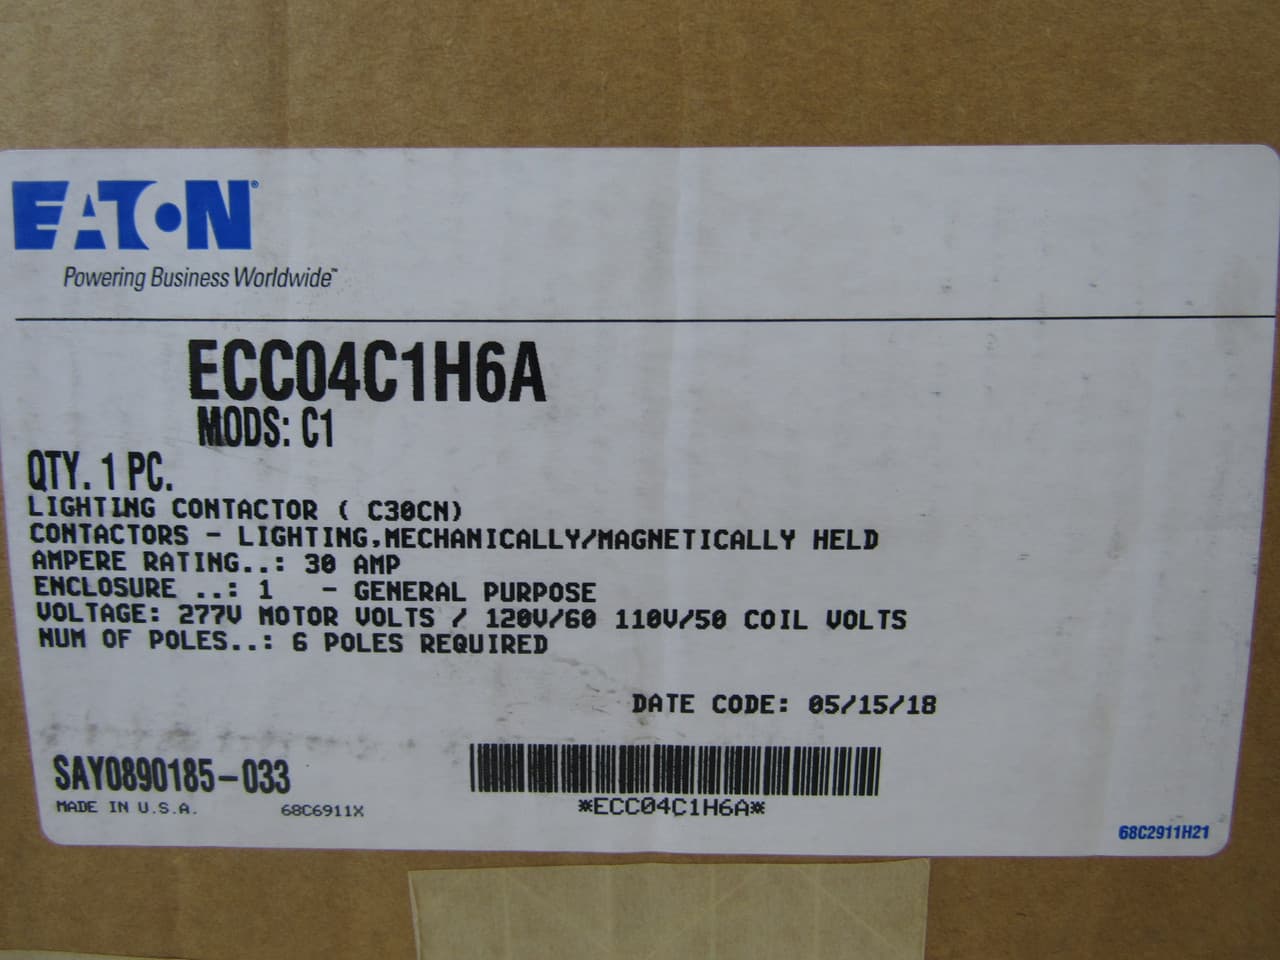 EATON®
Powering Business Worldwide™
ECC04C1H6A
MODS: C1
QTY. 1 PC.
LIGHTING CONTACTOR ( C30CN)
CONTACTORS - LIGHTING,MECHANICALLY/MAGNETICALLY HELD
AMPERE RATING..: 30 AMP
ENCLOSURE ..: 1 - GENERAL PURPOSE
VOLTAGE: 277V MOTOR VOLTS / 120V/60 110V/50 COIL VOLTS
NUM OF POLES..: 6 POLES REQUIRED
DATE CODE: 05/15/18
SAY0890185-033
*ECC04C1H6A*
MADE IN U.S.A. 68C6911X
68C2911H21